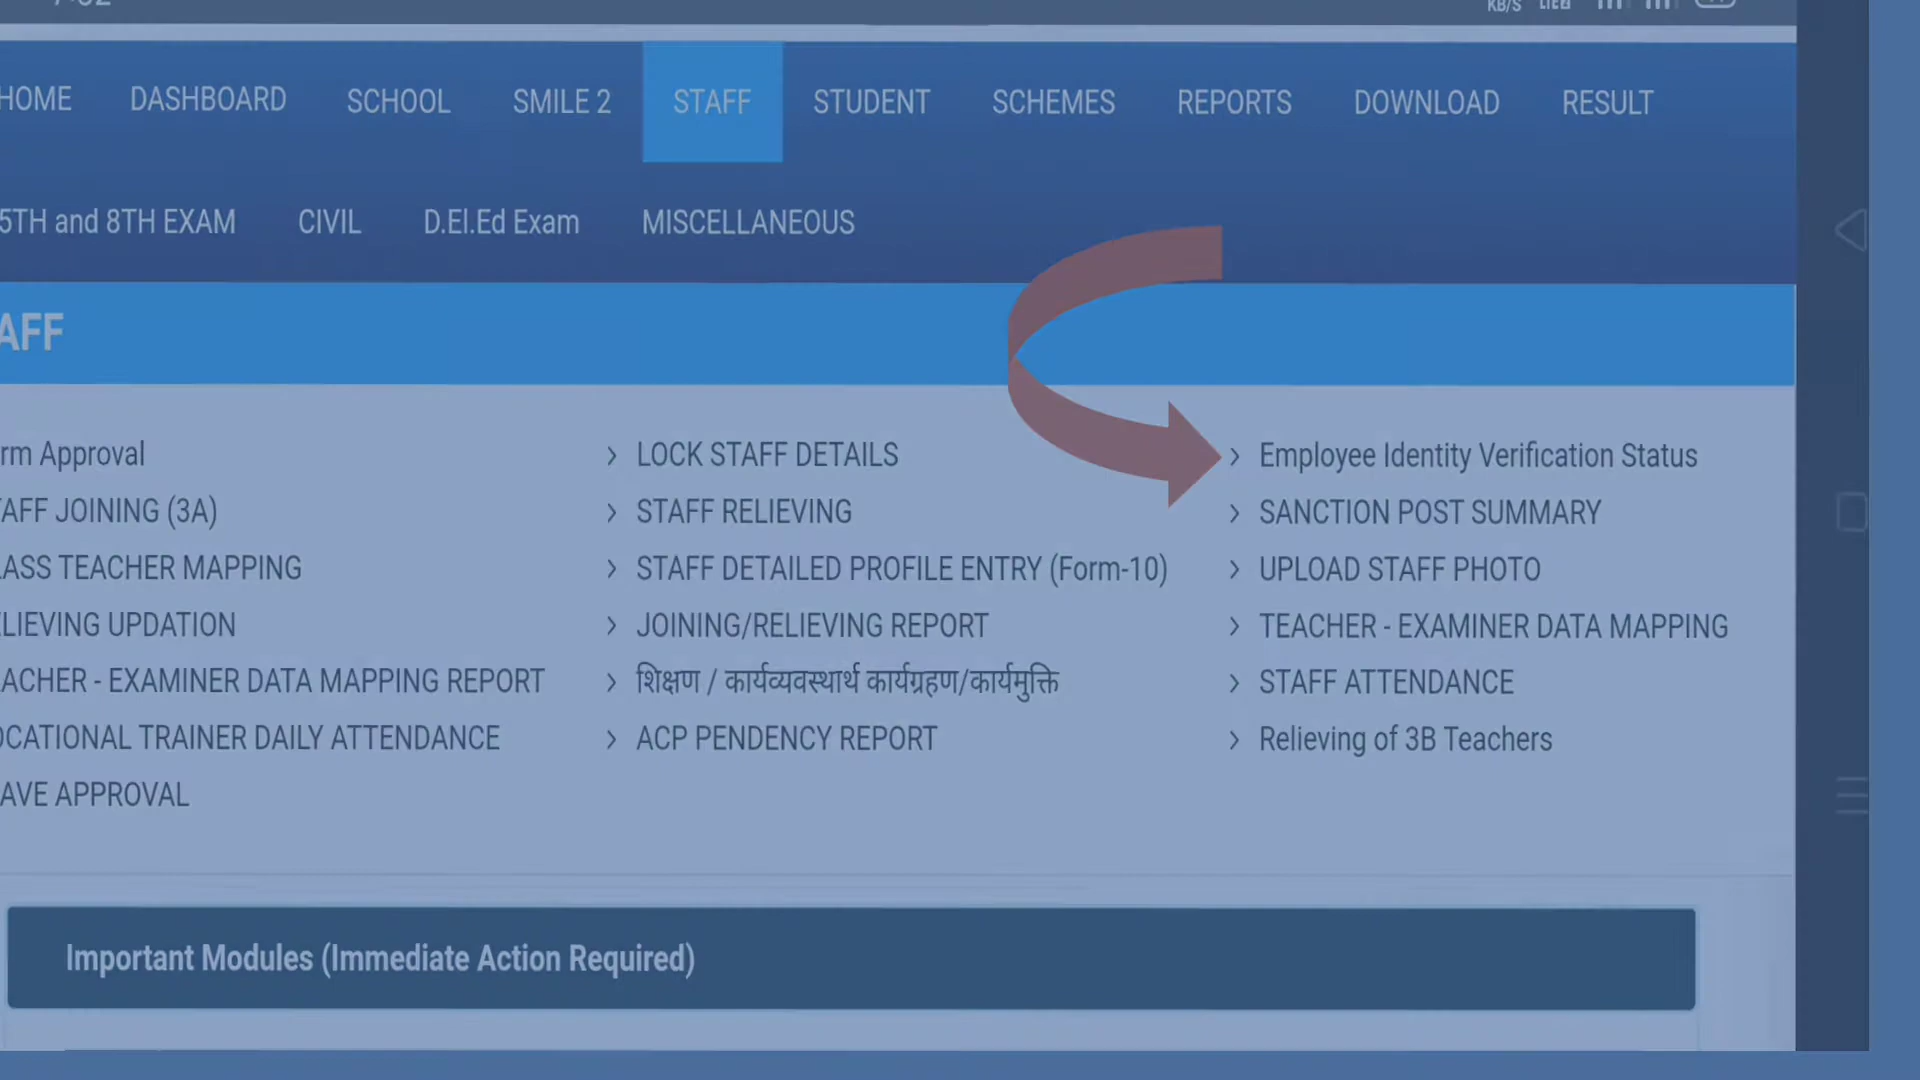 KB/S
HOME DASHBOARD SCHOOL SMILE 2 STAFF STUDENT SCHEMES REPORTS DOWNLOAD RESULT
5TH and 8TH EXAM CIVIL D.El.Ed Exam MISCELLANEOUS
AFF
rm Approval > LOCK STAFF DETAILS > Employee Identity Verification Status
AFF JOINING (3A) > STAFF RELIEVING > SANCTION POST SUMMARY
ASS TEACHER MAPPING > STAFF DETAILED PROFILE ENTRY (Form-10) > UPLOAD STAFF PHOTO
LIEVING UPDATION > JOINING/RELIEVING REPORT > TEACHER - EXAMINER DATA MAPPING
ACHER - EXAMINER DATA MAPPING REPORT > शिक्षण / कार्यव्यवस्थार्थ कार्यग्रहण/कार्यमुक्ति > STAFF ATTENDANCE
OCATIONAL TRAINER DAILY ATTENDANCE > ACP PENDENCY REPORT > Relieving of 3B Teachers
AVE APPROVAL
Important Modules (Immediate Action Required)